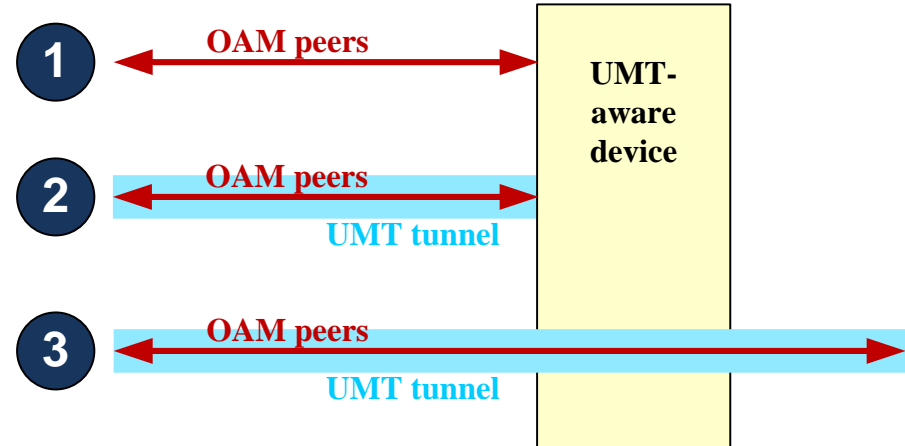 1
OAM peers
UMT-
aware
device
2
OAM peers
UMT tunnel
3
OAM peers
UMT tunnel